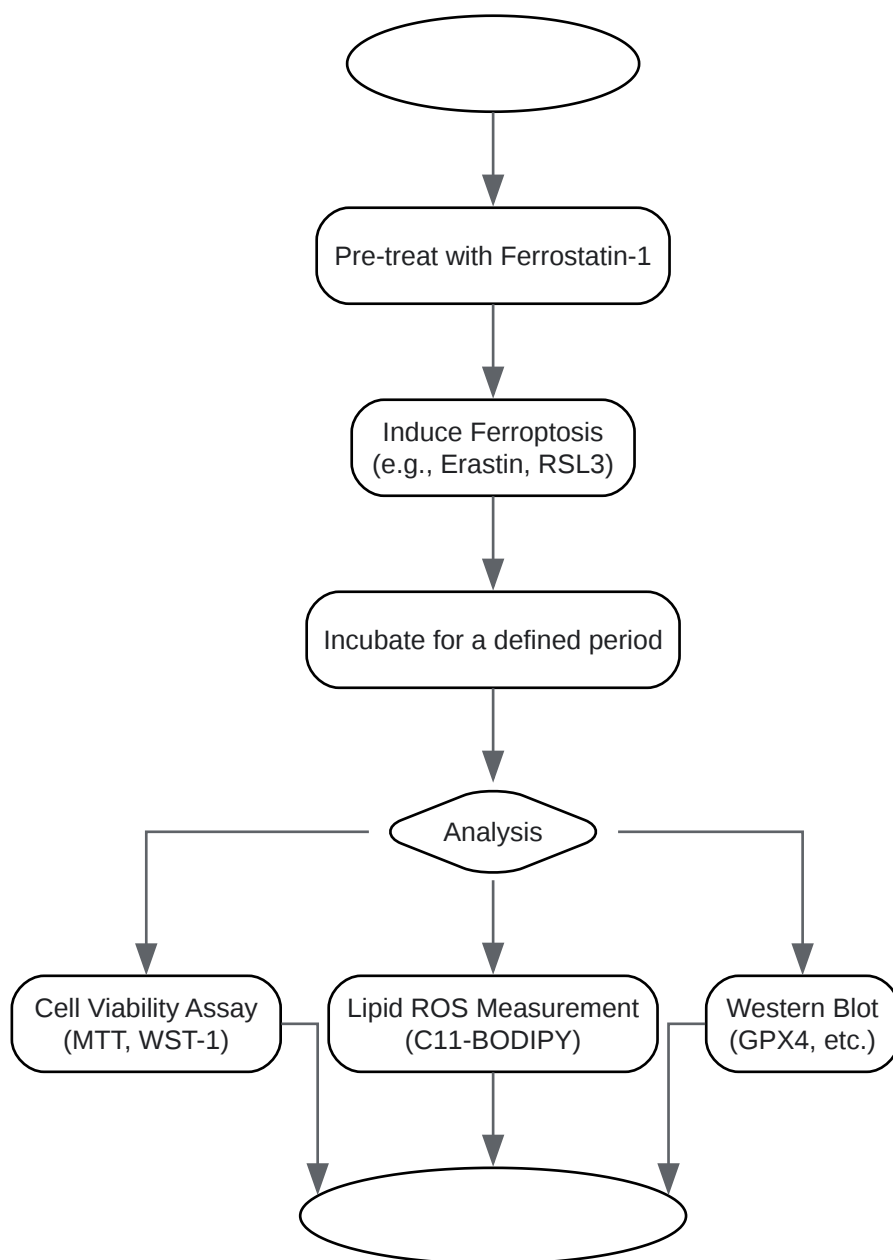 Pre-treat with Ferrostatin-1
Induce Ferroptosis
(e.g., Erastin, RSL3)
Incubate for a defined period
Analysis
Cell Viability Assay
(MTT, WST-1)
Lipid ROS Measurement
(C11-BODIPY)
Western Blot
(GPX4, etc.)